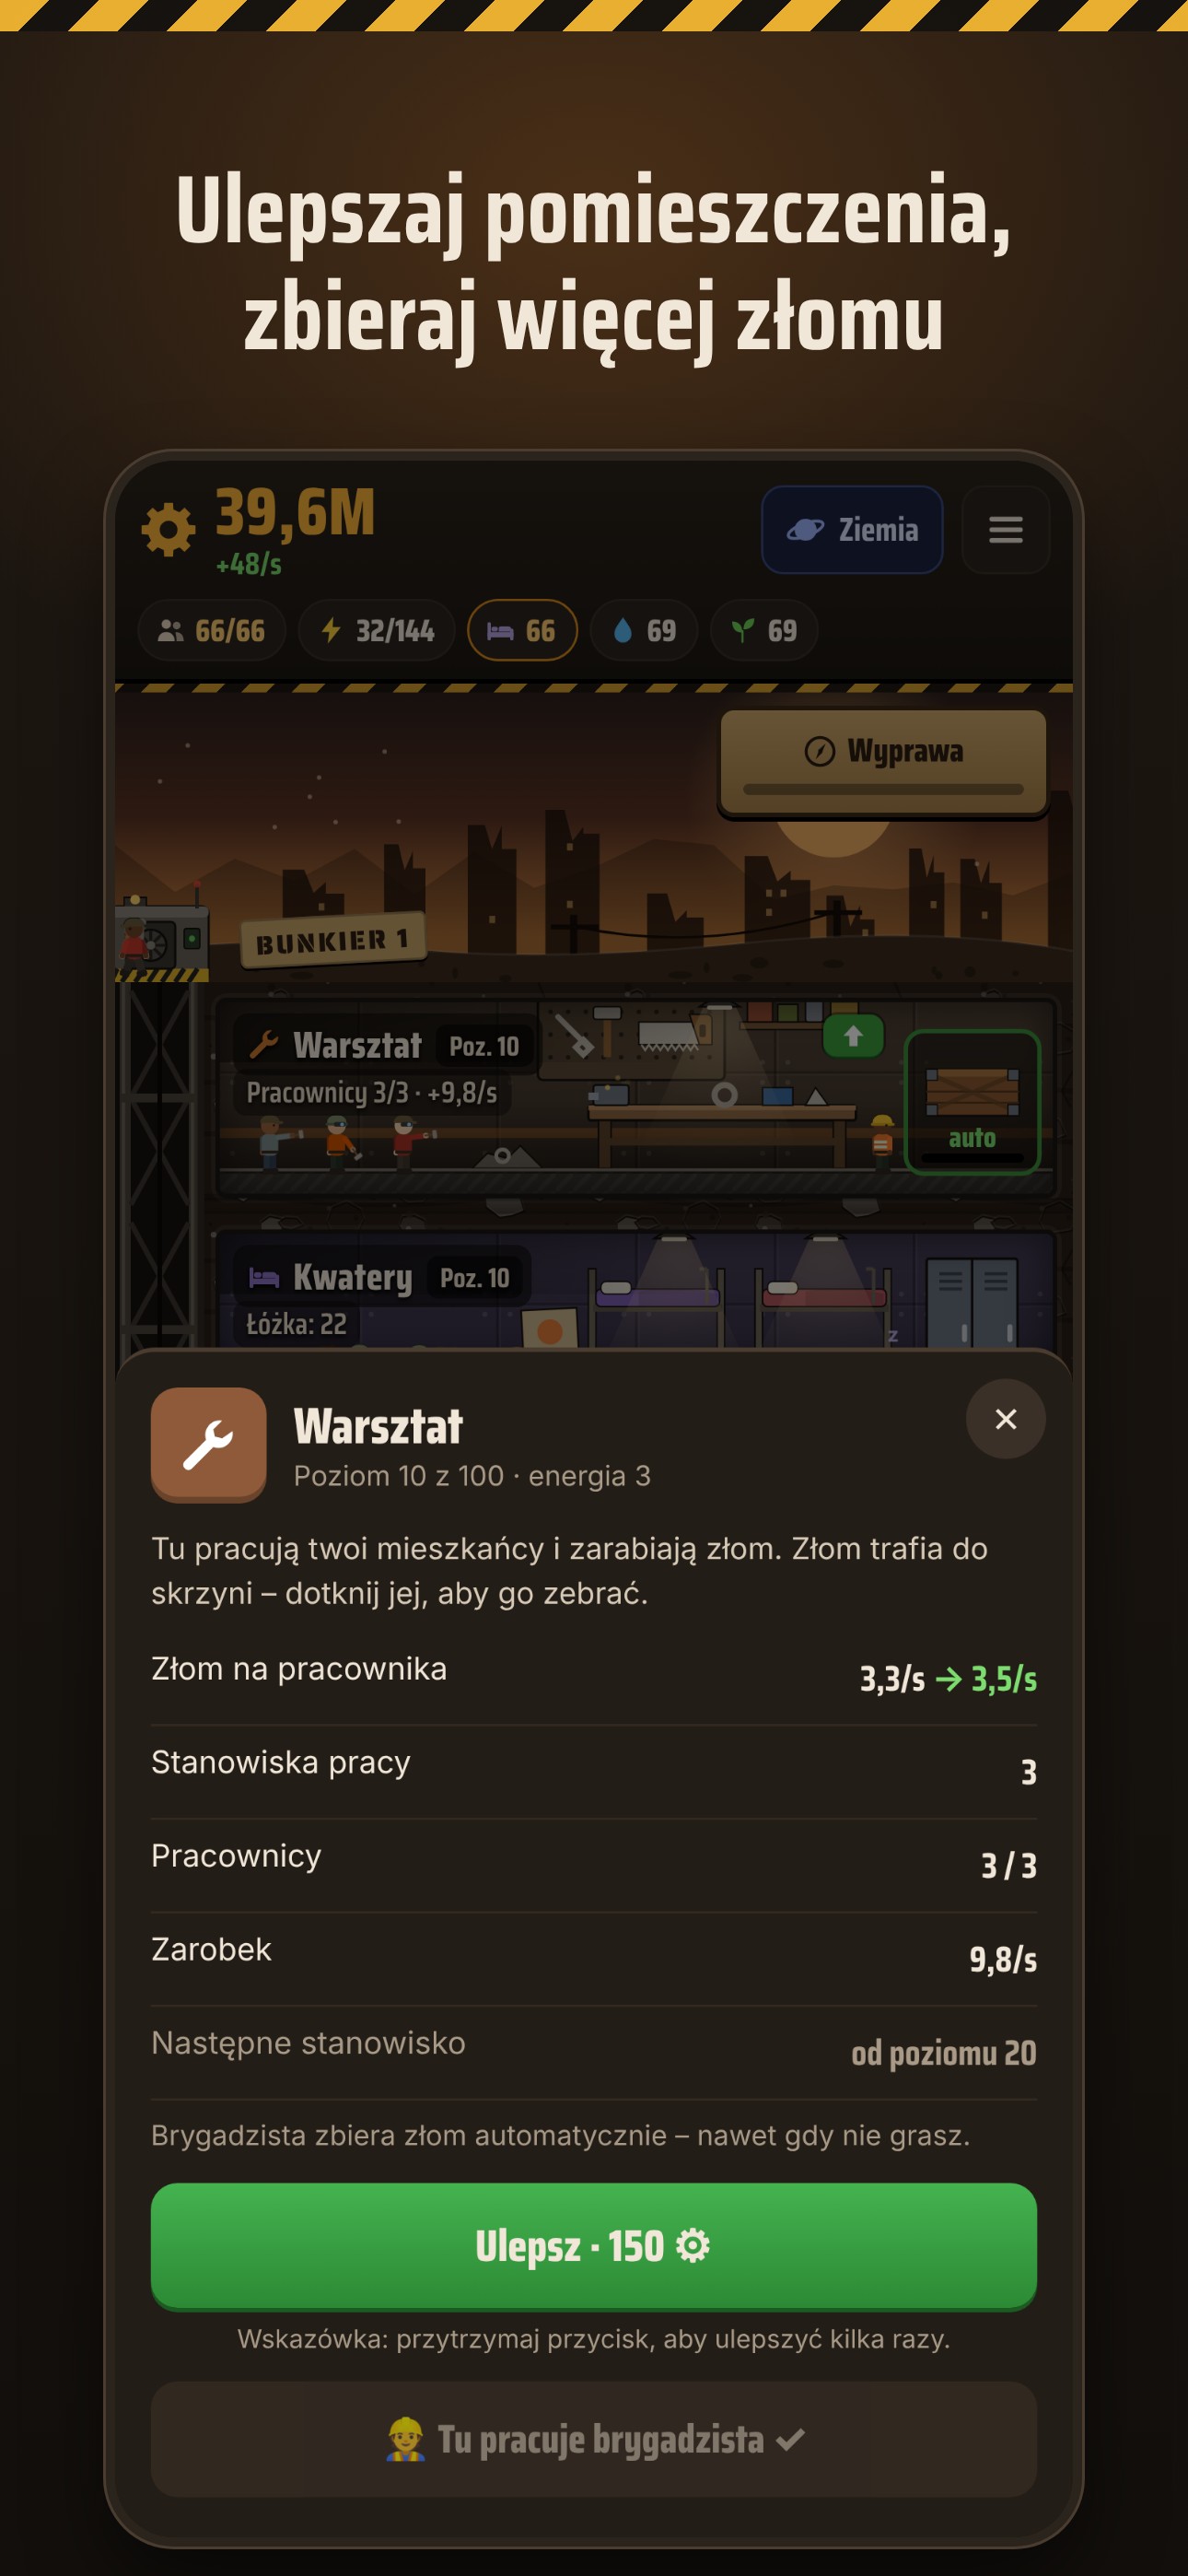 Ulepszaj pomieszczenia,
zbieraj więcej złomu
39,6M
+48/s
Ziemia
66/66
32/144
66
69
69
Wyprawa
BUNKIER 1
Warsztat Poz. 10
Pracownicy 3/3 · +9,8/s
auto
Kwatery Poz. 10
Łóżka: 22
z
Warsztat
Poziom 10 z 100 · energia 3
Tu pracują twoi mieszkańcy i zarabiają złom. Złom trafia do
skrzyni – dotknij jej, aby go zebrać.
Złom na pracownika 3,3/s → 3,5/s
Stanowiska pracy 3
Pracownicy 3 / 3
Zarobek 9,8/s
Następne stanowisko od poziomu 20
Brygadzista zbiera złom automatycznie – nawet gdy nie grasz.
Ulepsz · 150 ⚙
Wskazówka: przytrzymaj przycisk, aby ulepszyć kilka razy.
👷 Tu pracuje brygadzista ✓